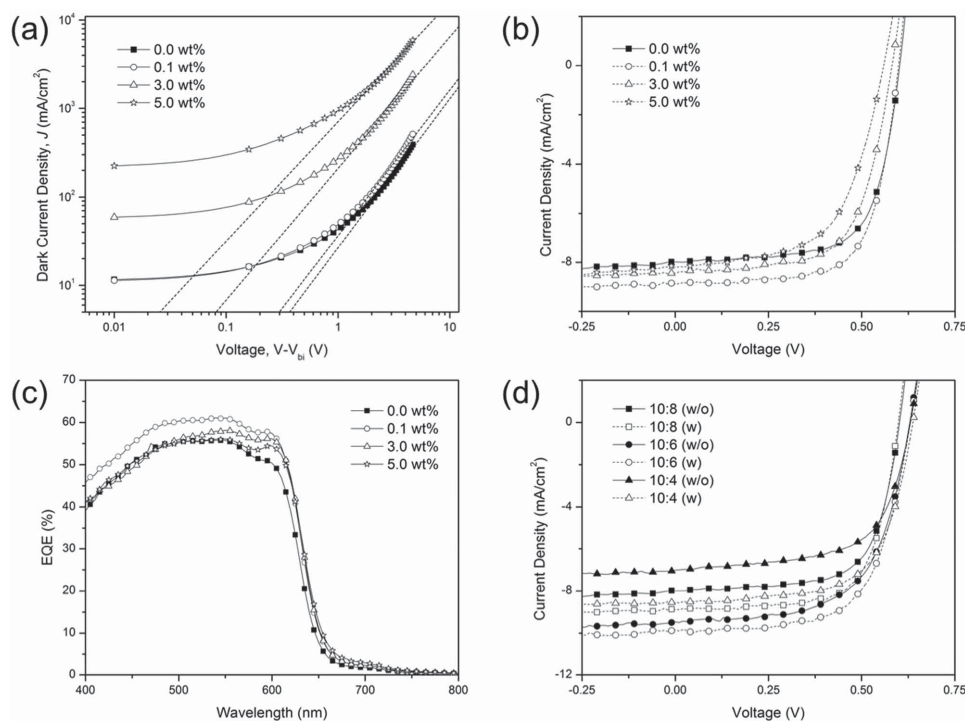 (a)
10⁴
10³
10²
10¹
Dark Current Density, J (mA/cm²)
0.0 wt%
0.1 wt%
3.0 wt%
5.0 wt%
0.01
0.1
1
10
Voltage, V-Vbi (V)
(b)
0
-4
-8
Current Density (mA/cm²)
0.0 wt%
0.1 wt%
3.0 wt%
5.0 wt%
-0.25
0.00
0.25
0.50
0.75
Voltage (V)
(c)
70
60
50
40
30
20
10
0
EQE (%)
0.0 wt%
0.1 wt%
3.0 wt%
5.0 wt%
400
500
600
700
800
Wavelength (nm)
(d)
0
-4
-8
-12
Current Density (mA/cm²)
10:8 (w/o)
10:8 (w)
10:6 (w/o)
10:6 (w)
10:4 (w/o)
10:4 (w)
-0.25
0.00
0.25
0.50
0.75
Voltage (V)